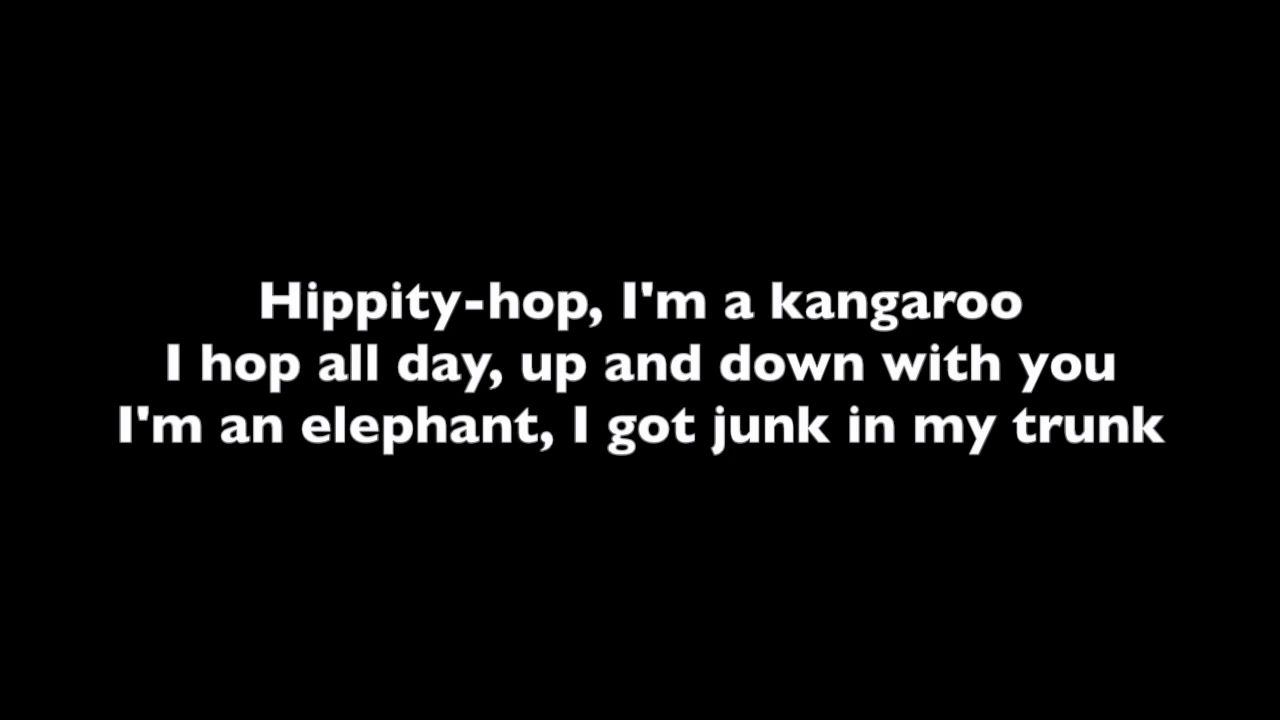 Hippity-hop, I'm a kangaroo
I hop all day, up and down with you
I'm an elephant, I got junk in my trunk